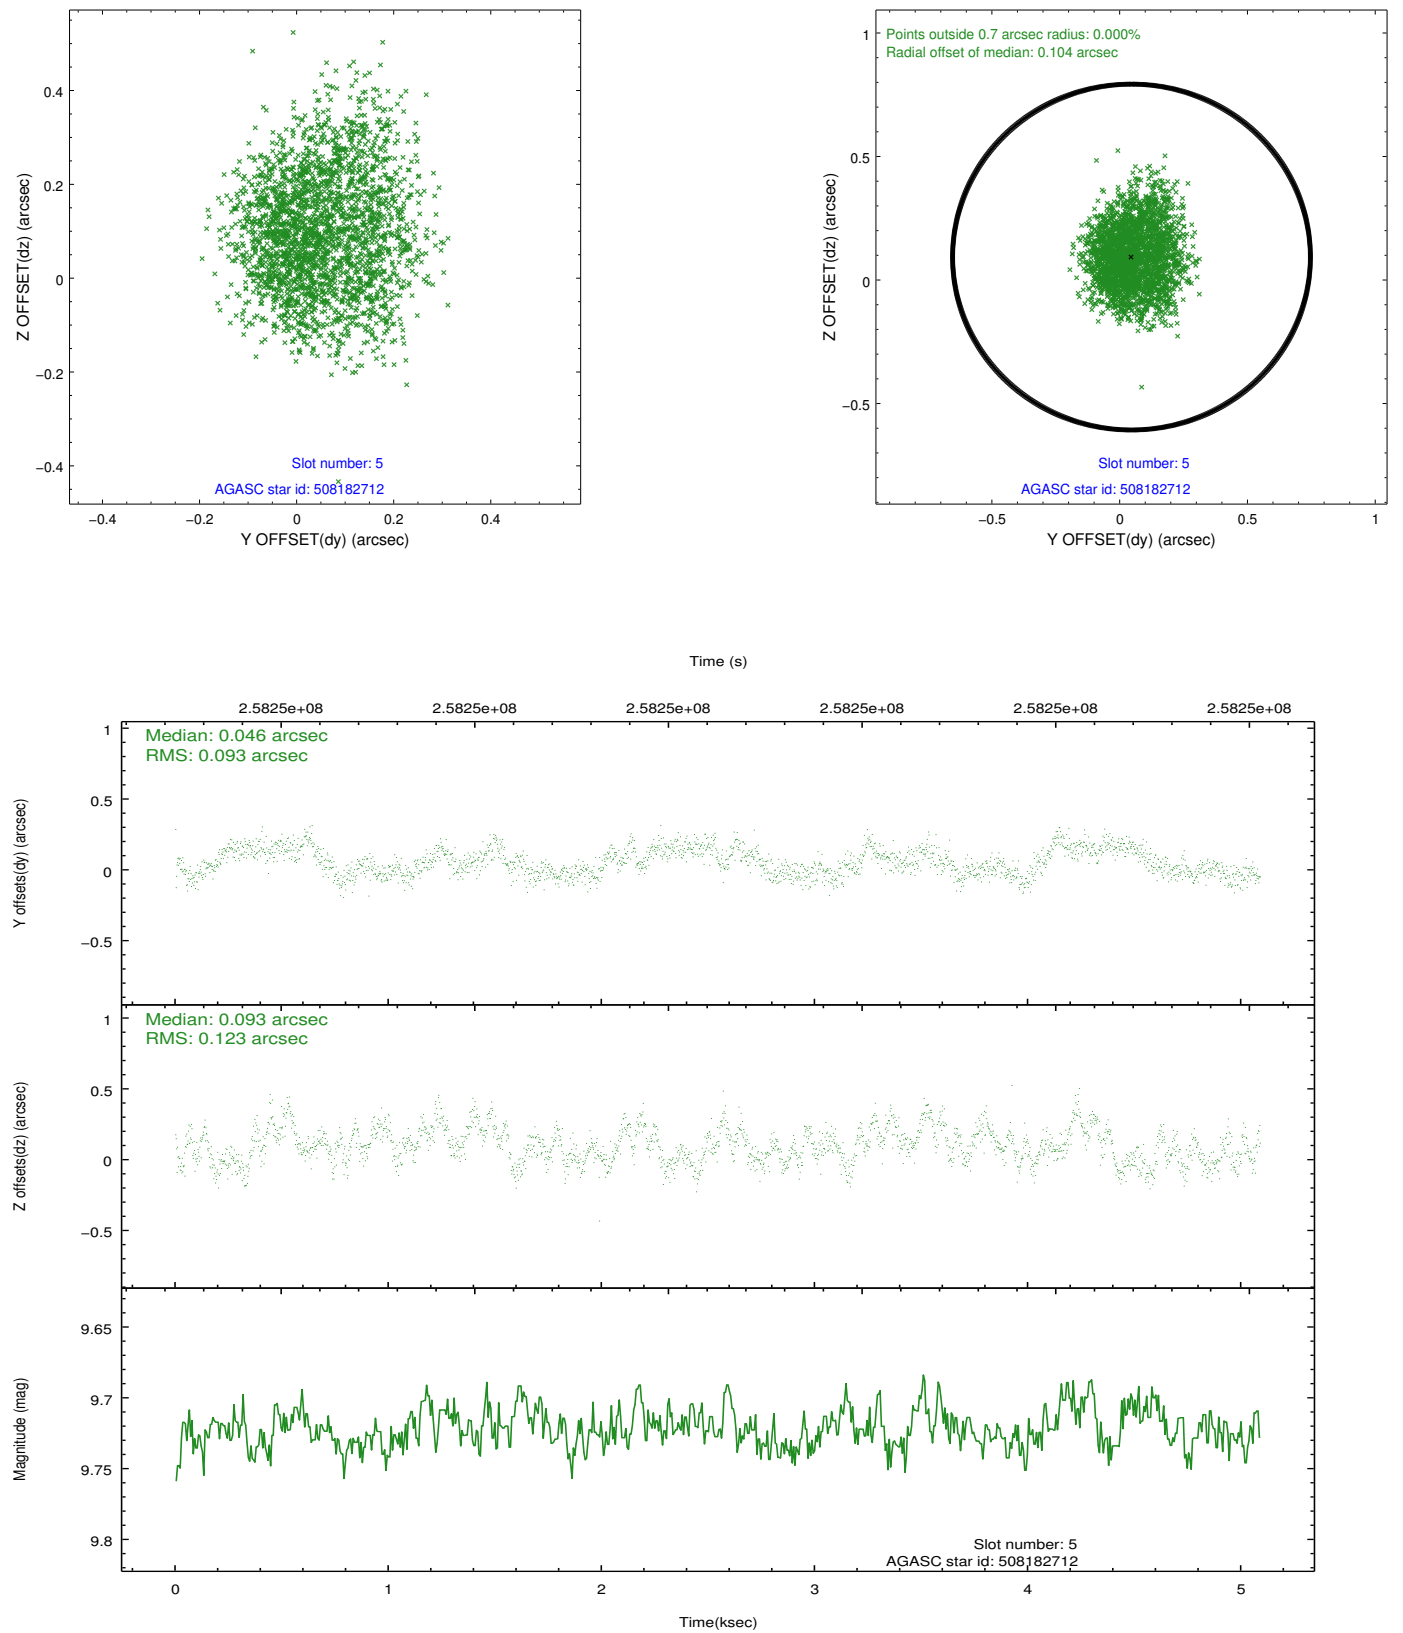 0.4
0.2
0
−0.2
−0.4
Z OFFSET(dz) (arcsec)
Slot number: 5
AGASC star id: 508182712
−0.4 −0.2 0 0.2 0.4
Y OFFSET(dy) (arcsec)
Points outside 0.7 arcsec radius: 0.000%
Radial offset of median: 0.104 arcsec
1
0.5
0
−0.5
Z OFFSET(dz) (arcsec)
Slot number: 5
AGASC star id: 508182712
−0.5 0 0.5 1
Y OFFSET(dy) (arcsec)
Time (s)
2.5825e+08 2.5825e+08 2.5825e+08 2.5825e+08 2.5825e+08 2.5825e+08
Median: 0.046 arcsec
RMS: 0.093 arcsec
1
0.5
0
−0.5
Y offsets(dy) (arcsec)
Median: 0.093 arcsec
RMS: 0.123 arcsec
1
0.5
0
−0.5
Z offsets(dz) (arcsec)
9.65
9.7
9.75
9.8
Magnitude (mag)
Slot number: 5
AGASC star id: 508182712
0 1 2 3 4 5
Time(ksec)